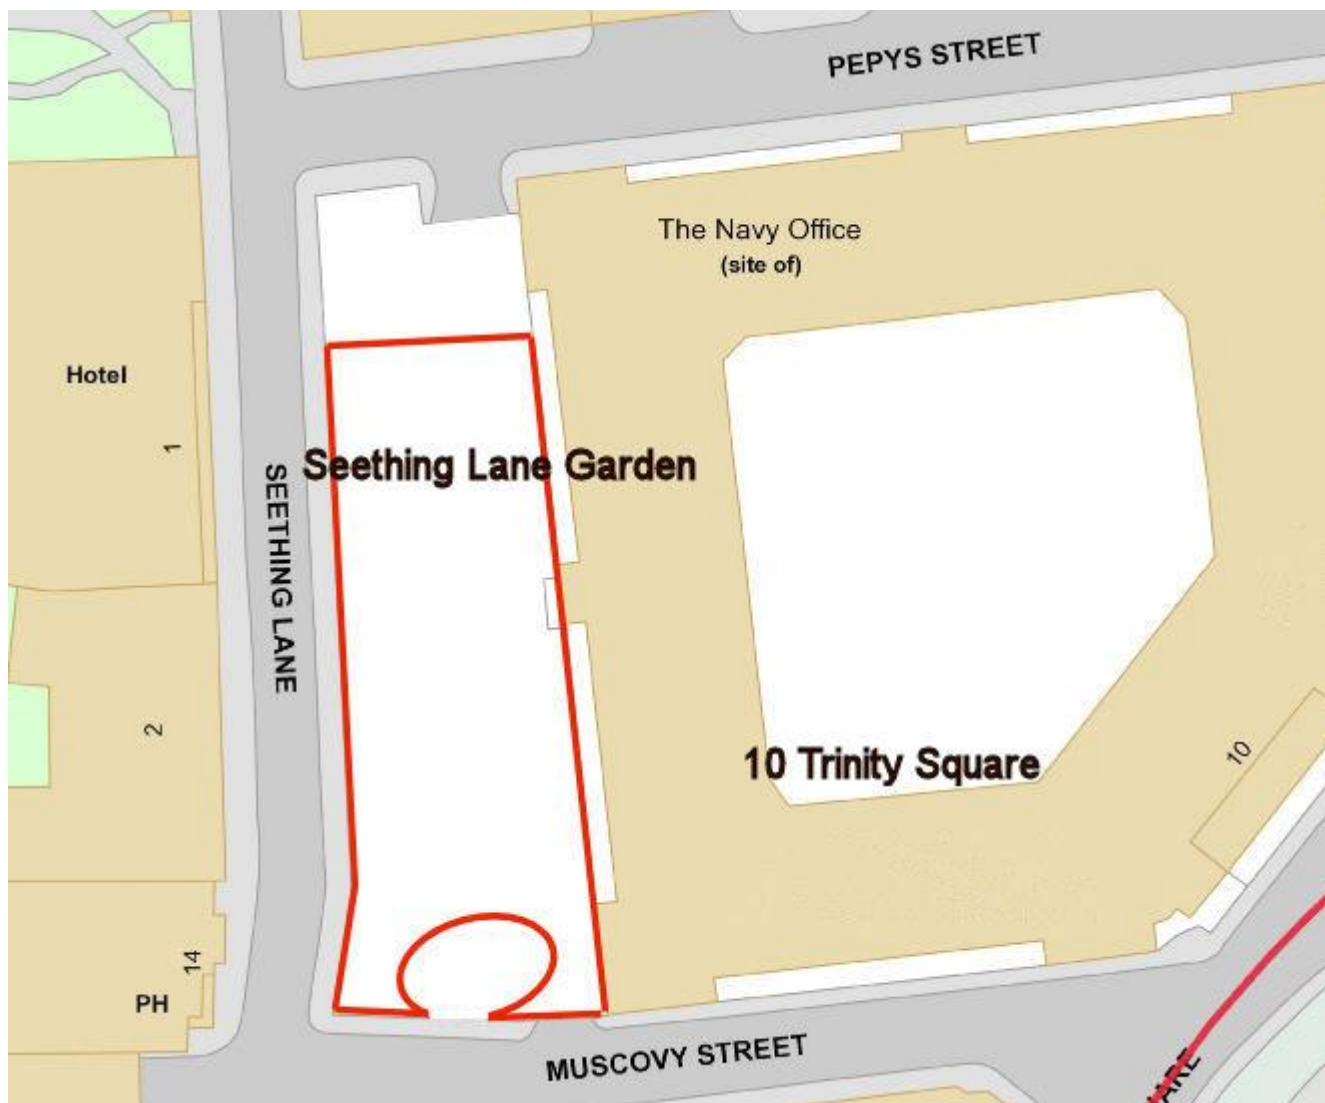 PEPYS STREET
The Navy Office
(site of)
Hotel
1
Seething Lane Garden
SEETHING LANE
2
10 Trinity Square
10
14
PH
MUSCOVY STREET